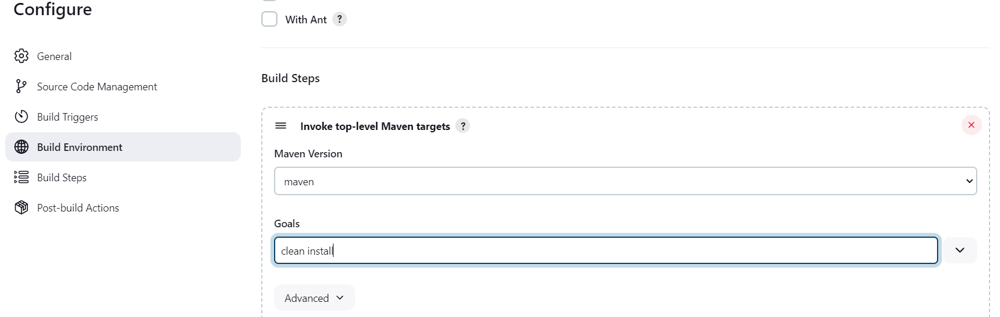 Configure
General
Source Code Management
Build Triggers
Build Environment
Build Steps
Post-build Actions
With Ant ?
Build Steps
Invoke top-level Maven targets ?
Maven Version
maven
Goals
clean install
Advanced